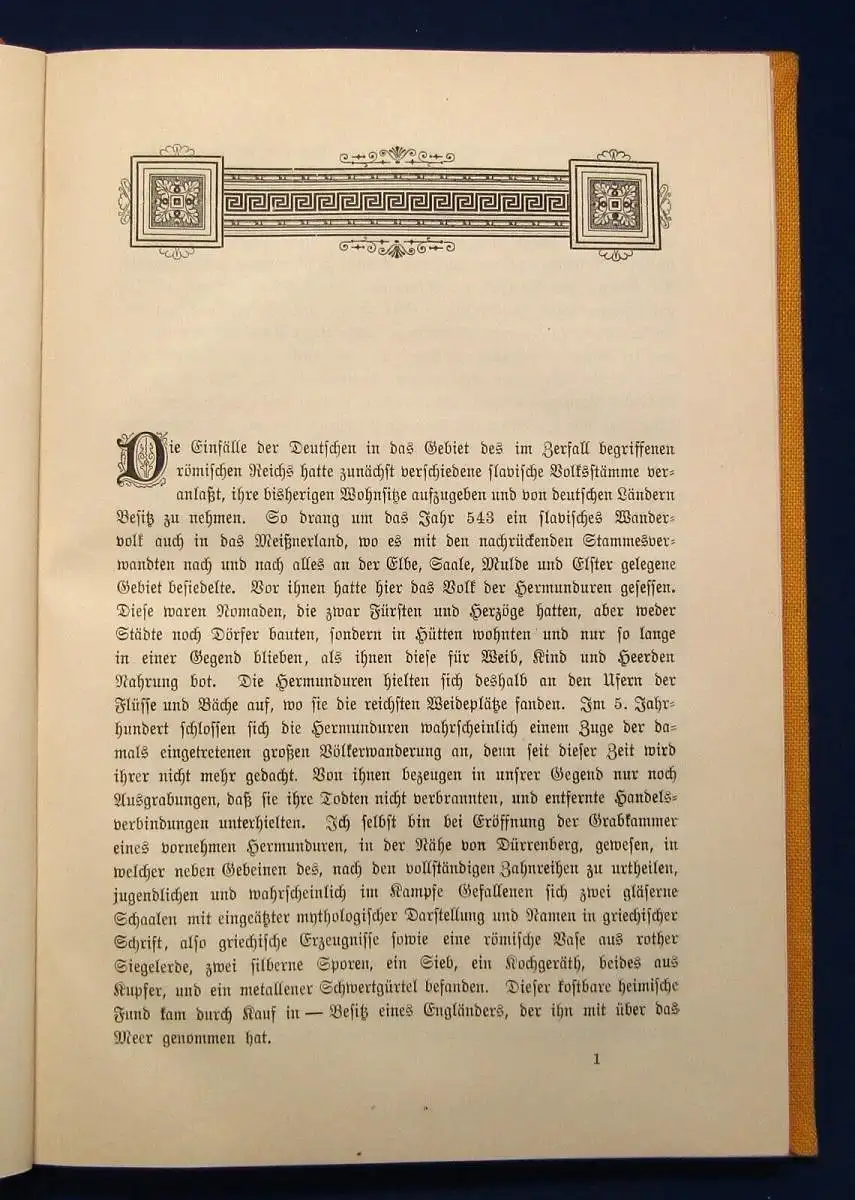 Die Einfälle der Deutschen in das Gebiet des im Zerfall begriffenen
römischen Reichs hatte zunächst verschiedene slavische Volksstämme ver-
anlaßt, ihre bisherigen Wohnsitze aufzugeben und von deutschen Ländern
Besitz zu nehmen. So drang um das Jahr 543 ein slavisches Wander-
volk auch in das Meißnerland, wo es mit den nachrückenden Stammesver-
wandten nach und nach alles an der Elbe, Saale, Mulde und Elster gelegene
Gebiet besiedelte. Vor ihnen hatte hier das Volk der Hermunduren gesessen.
Diese waren Nomaden, die zwar Fürsten und Herzöge hatten, aber weder
Städte noch Dörfer bauten, sondern in Hütten wohnten und nur so lange
in einer Gegend blieben, als ihnen diese für Weib, Kind und Heerden
Nahrung bot. Die Hermunduren hielten sich deshalb an den Ufern der
Flüsse und Bäche auf, wo sie die reichsten Weideplätze fanden. Im 5. Jahr-
hundert schlossen sich die Hermunduren wahrscheinlich einem Zuge der da-
mals eingetretenen großen Völkerwanderung an, denn seit dieser Zeit wird
ihrer nicht mehr gedacht. Von ihnen bezeugen in unsrer Gegend nur noch
Ausgrabungen, daß sie ihre Todten nicht verbrannten, und entfernte Handels-
verbindungen unterhielten. Ich selbst bin bei Eröffnung der Grabkammer
eines vornehmen Hermunduren, in der Nähe von Dürrenberg, gewesen, in
welcher neben Gebeinen des, nach den vollständigen Zahnreihen zu urtheilen,
jugendlichen und wahrscheinlich im Kampfe Gefallenen sich zwei gläserne
Schaalen mit eingeätzter mythologischer Darstellung und Namen in griechischer
Schrift, also griechische Erzeugnisse sowie eine römische Vase aus rother
Siegelerde, zwei silberne Sporen, ein Sieb, ein Kochgeräth, beides aus
Kupfer, und ein metallener Schwertgürtel befanden. Dieser kostbare heimische
Fund kam durch Kauf in — Besitz eines Engländers, der ihn mit über das
Meer genommen hat.
1